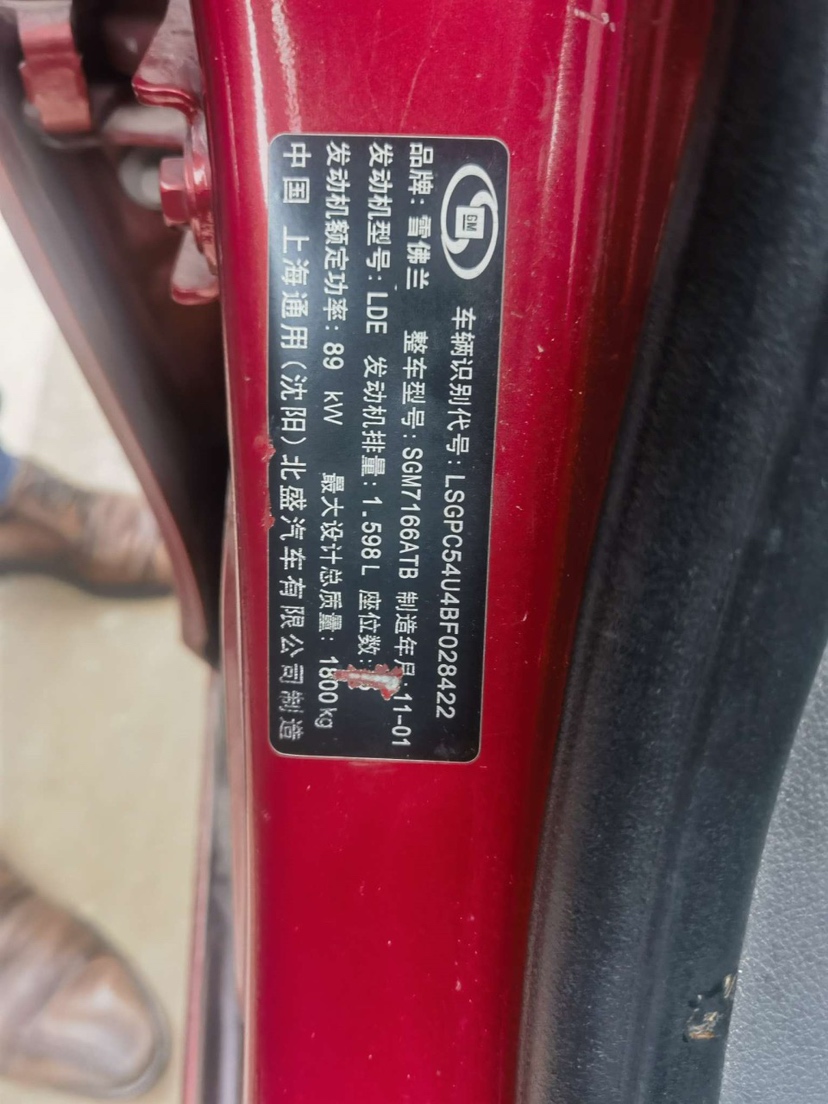 GM
车辆识别代号: LSGPC54U4BF028422
品牌: 雪佛兰 整车型号: SGM7166ATB 制造年月: 11-01
发动机型号: LDE 发动机排量: 1.598L 座位数:
发动机额定功率: 89 kW 最大设计总质量: 1800kg
中国 上海通用(沈阳)北盛汽车有限公司制造